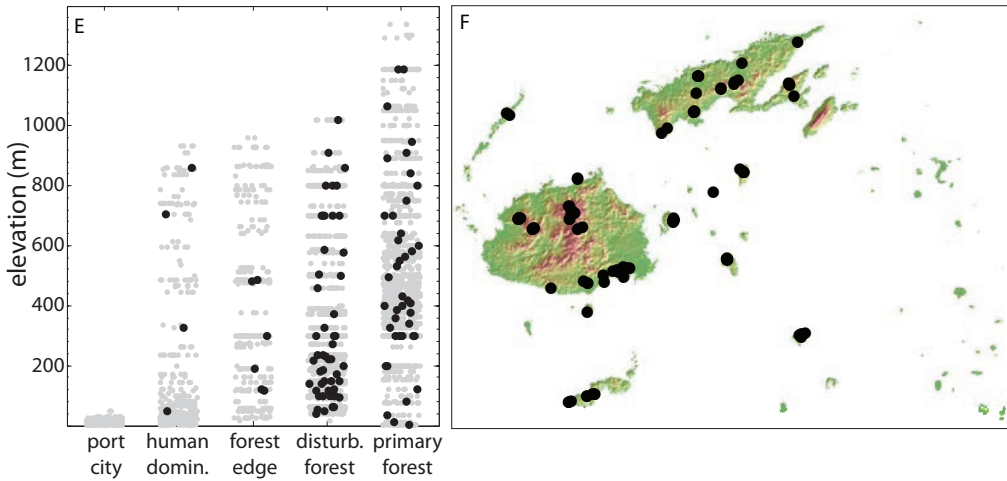 E
F
elevation (m)
1200
1000
800
600
400
200
port city
human domin.
forest edge
disturb. forest
primary forest